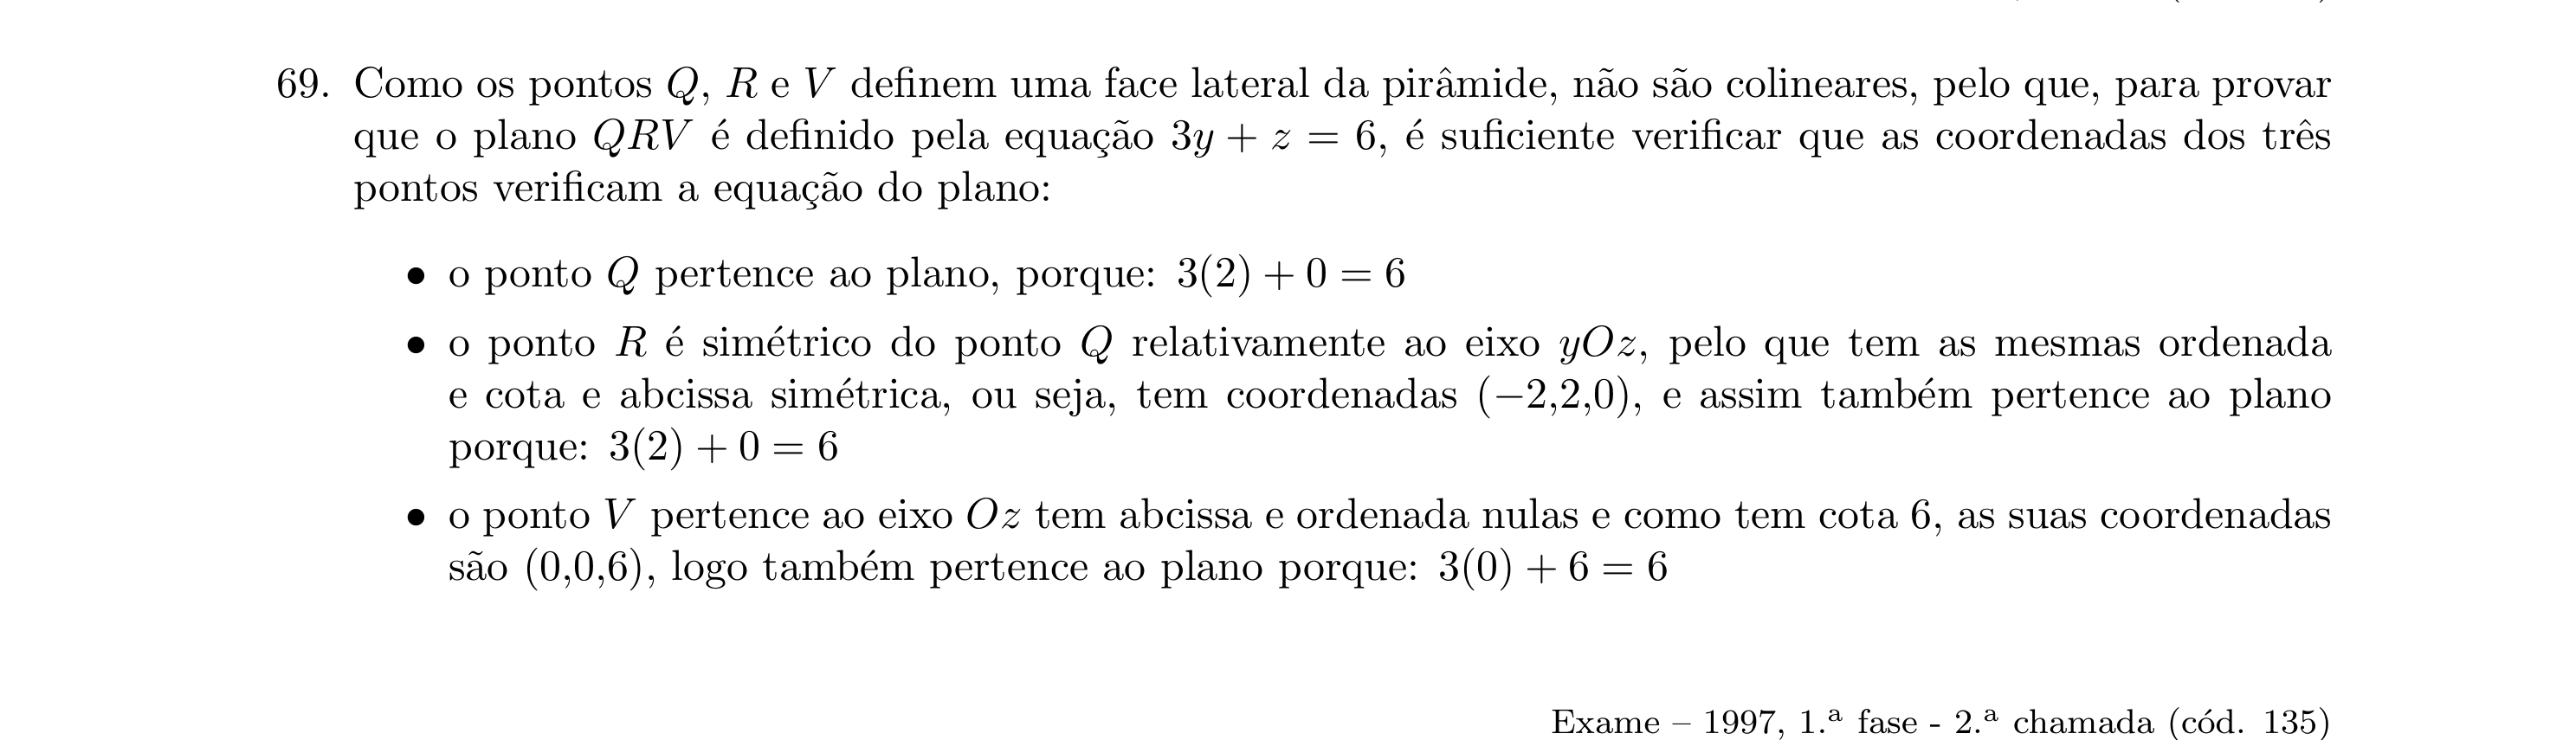 69. Como os pontos Q, R e V definem uma face lateral da pirâmide, não são colineares, pelo que, para provar
que o plano QRV é definido pela equação 3y + z = 6, é suficiente verificar que as coordenadas dos três
pontos verificam a equação do plano:
• o ponto Q pertence ao plano, porque: 3(2) + 0 = 6
• o ponto R é simétrico do ponto Q relativamente ao eixo yOz, pelo que tem as mesmas ordenada
e cota e abcissa simétrica, ou seja, tem coordenadas (−2,2,0), e assim também pertence ao plano
porque: 3(2) + 0 = 6
• o ponto V pertence ao eixo Oz tem abcissa e ordenada nulas e como tem cota 6, as suas coordenadas
são (0,0,6), logo também pertence ao plano porque: 3(0) + 6 = 6
Exame – 1997, 1.ª fase - 2.ª chamada (cód. 135)